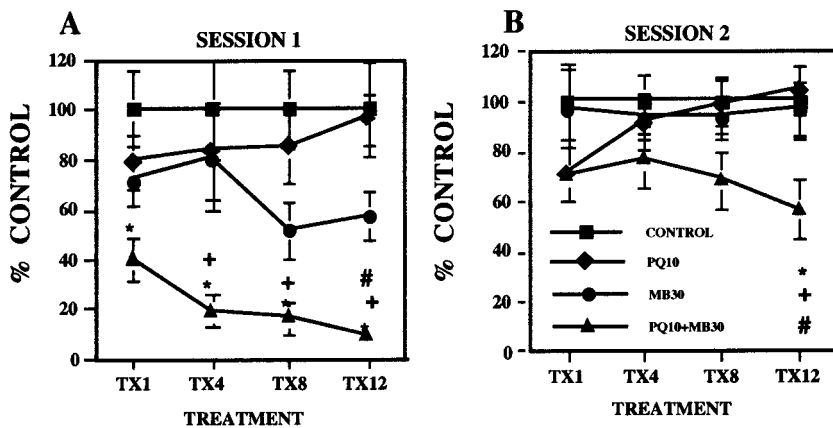 A
SESSION 1
% CONTROL
120
100
80
60
40
20
0
*
+
*
+
*
#
+
*
TX1 TX4 TX8 TX12
TREATMENT
B
SESSION 2
% CONTROL
120
100
80
60
40
20
0
CONTROL
PQ10
MB30
PQ10+MB30
*
+
#
TX1 TX4 TX8 TX12
TREATMENT